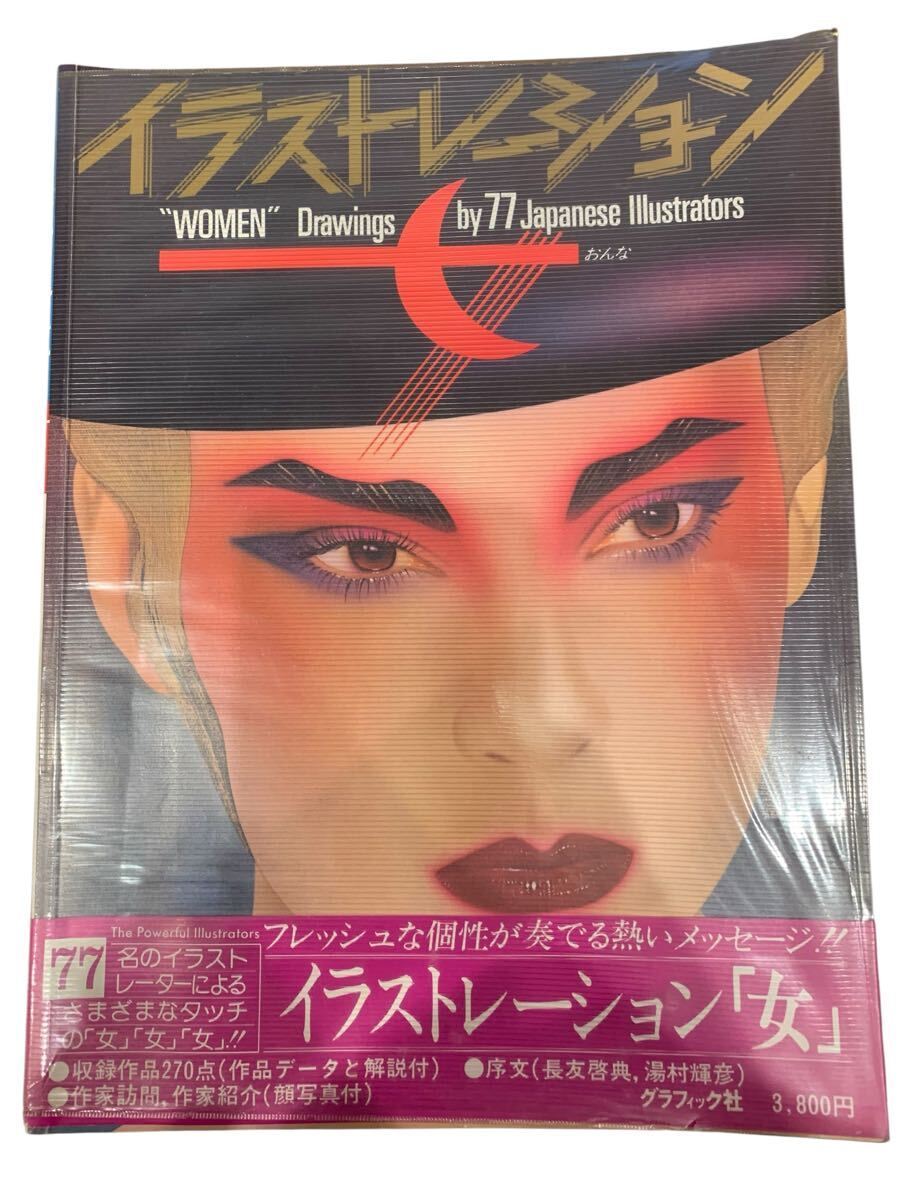 イラストレーション
"WOMEN" Drawings by 77 Japanese Illustrators
おんな
The Powerful Illustrators
フレッシュな個性が奏でる熱いメッセージ!!
77名のイラスト
レーターによる
さまざまなタッチ
の「女」「女」「女」!!
イラストレーション「女」
●収録作品270点(作品データと解説付) ●序文(長友啓典,湯村輝彦)
●作家訪問,作家紹介(顔写真付)
グラフィック社 3,800円